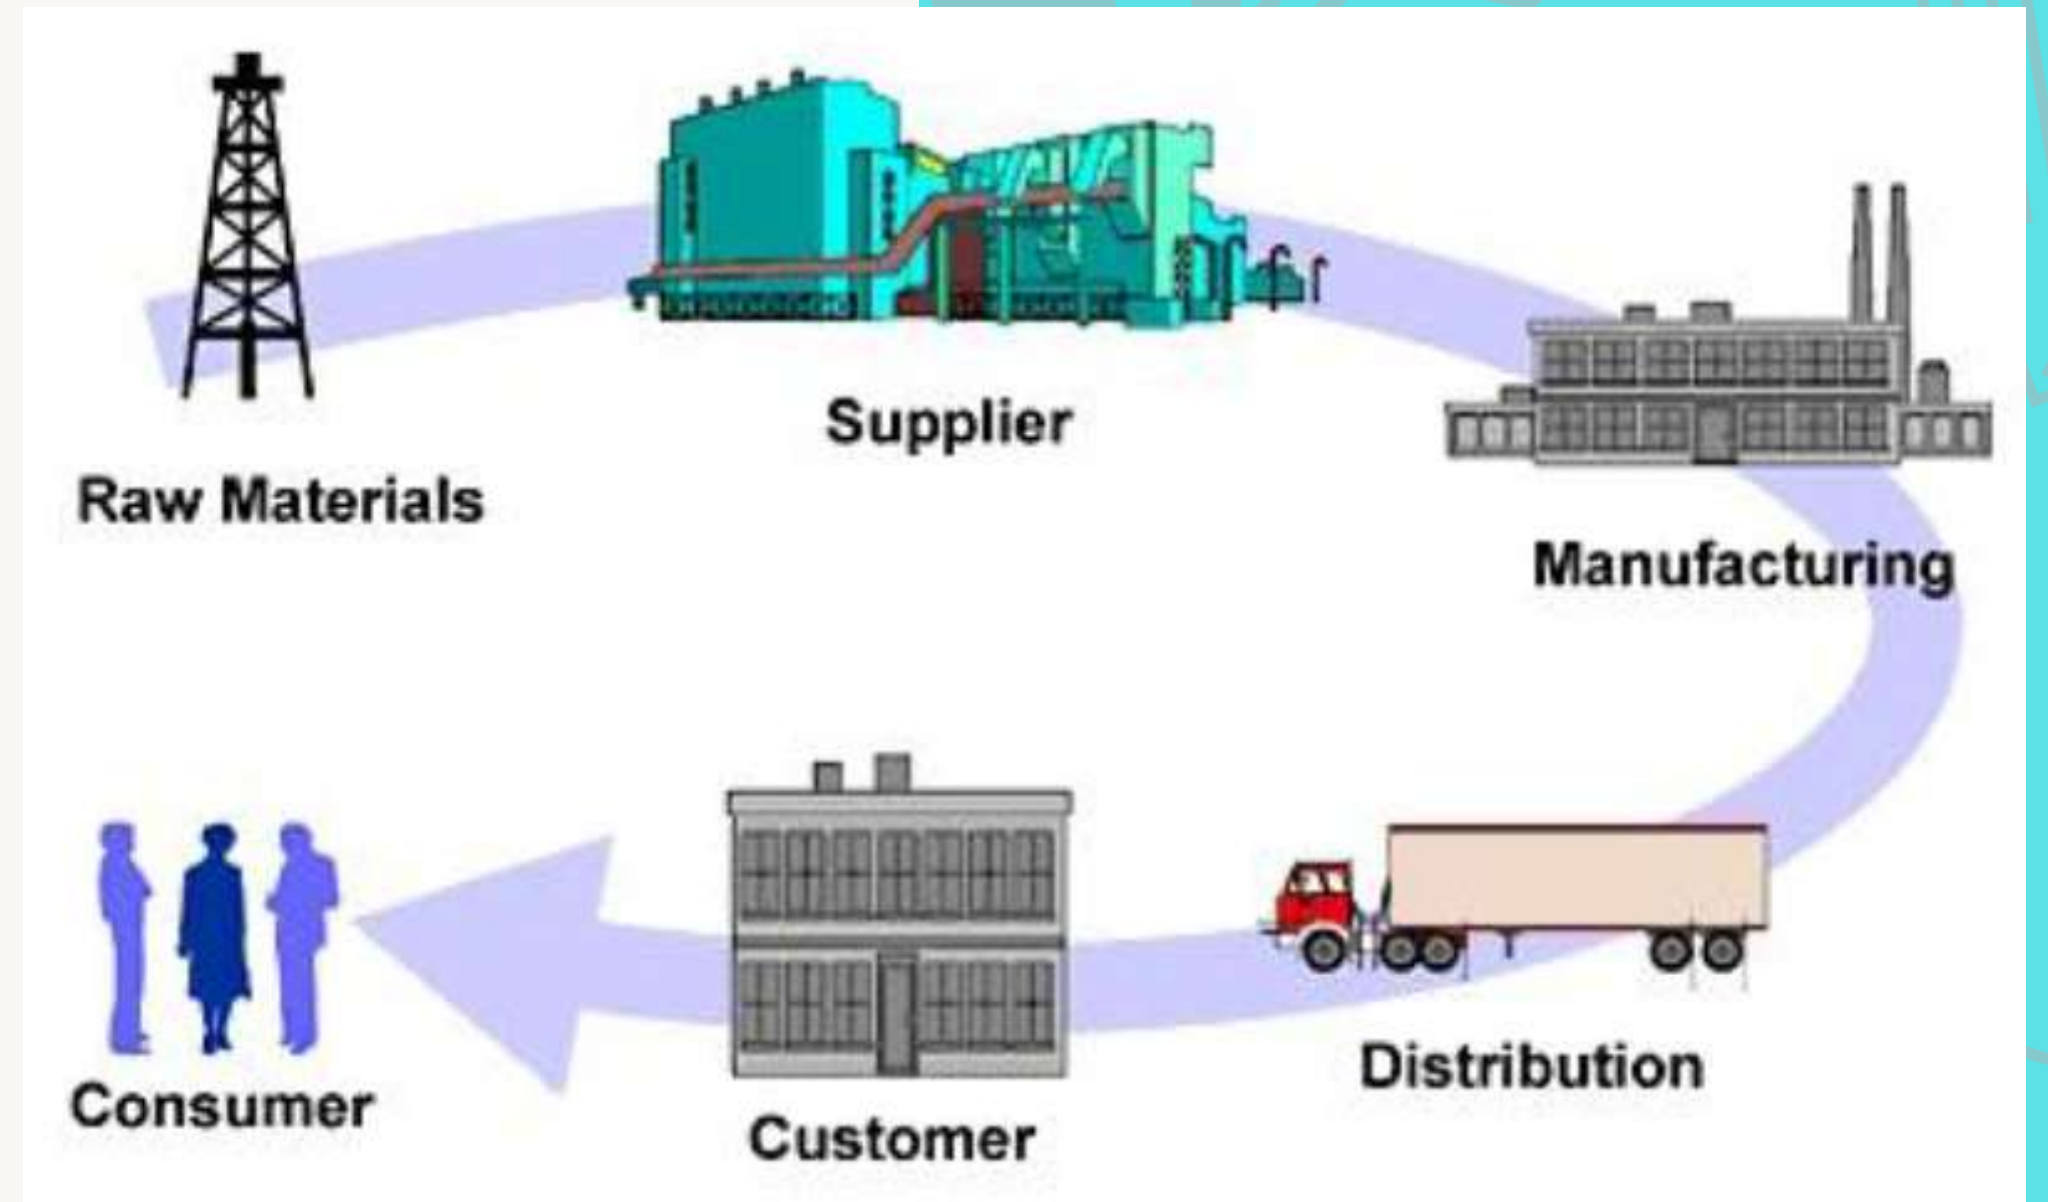 Raw Materials
Supplier
Manufacturing
Distribution
Customer
Consumer